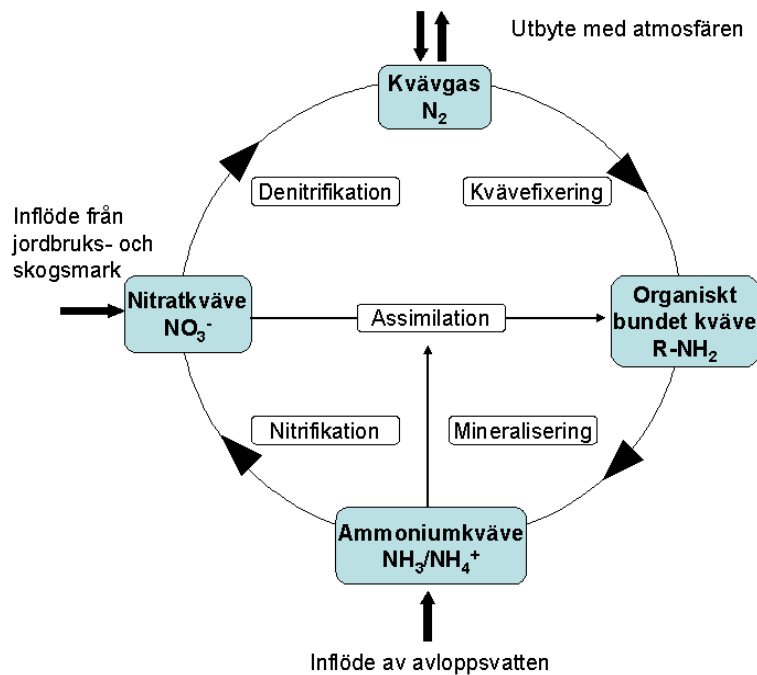 Utbyte med atmosfären
Kvävgas
N₂
Denitrifikation
Kvävefixering
Inflöde från
jordbruks- och
skogsmark
Nitratkväve
NO₃⁻
Assimilation
Organiskt
bundet kväve
R-NH₂
Nitrifikation
Mineralisering
Ammoniumkväve
NH₃/NH₄⁺
Inflöde av avloppsvatten